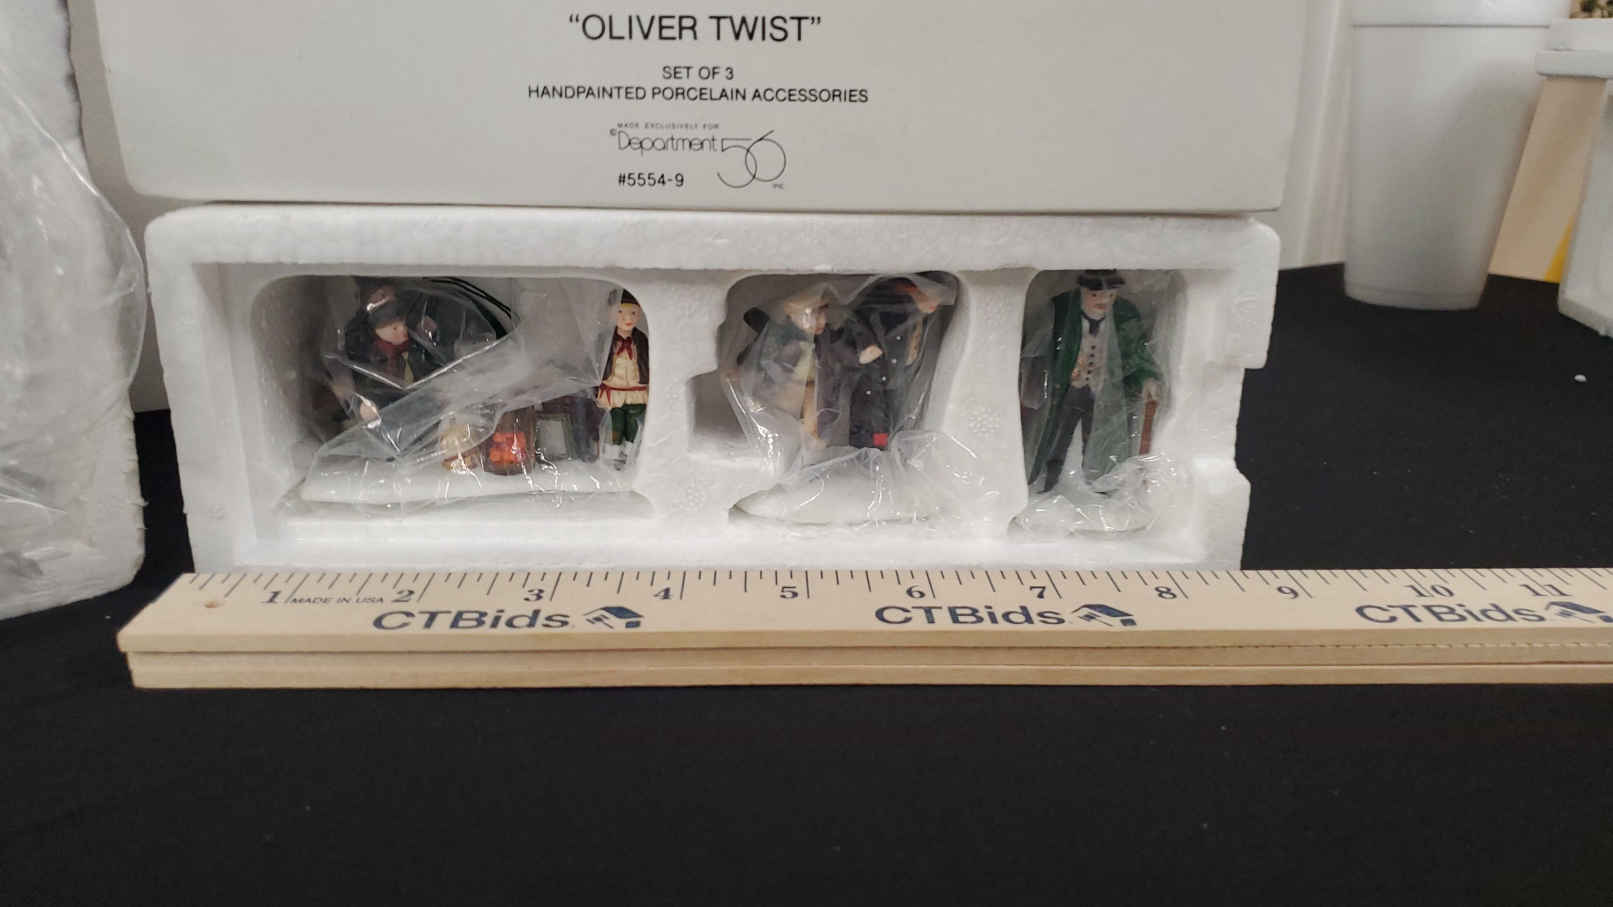 “OLIVER TWIST”
SET OF 3
HANDPAINTED PORCELAIN ACCESSORIES
MADE EXCLUSIVELY FOR
©Department 56 INC
#5554-9
1 MADE IN USA 2 3 4 5 6 7 8 9 10 11
CTBids CTBids CTBids